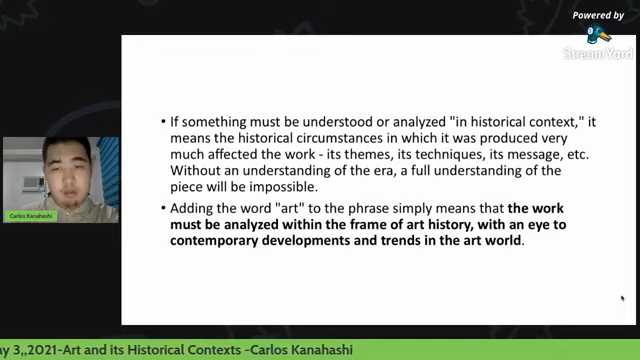 Powered by
StreamYard
• If something must be understood or analyzed "in historical context," it
means the historical circumstances in which it was produced very
much affected the work - its themes, its techniques, its message, etc.
Without an understanding of the era, a full understanding of the
piece will be impossible.
• Adding the word "art" to the phrase simply means that the work
must be analyzed within the frame of art history, with an eye to
contemporary developments and trends in the art world.
Carlos Kanahashi
ay 3,,2021-Art and its Historical Contexts -Carlos Kanahashi